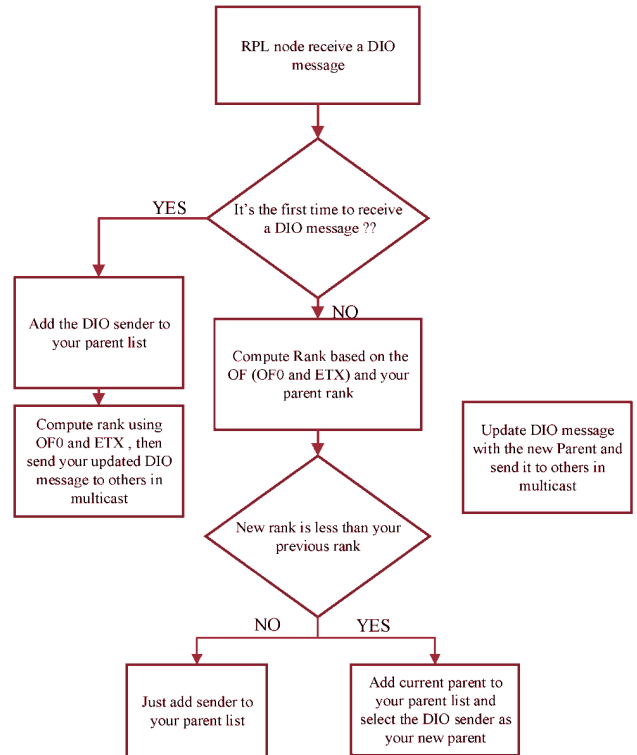 RPL node receive a DIO
message
It's the first time to receive
a DIO message ??
YES
NO
Add the DIO sender to
your parent list
Compute rank using
OF0 and ETX , then
send your updated DIO
message to others in
multicast
Compute Rank based on the
OF (OF0 and ETX) and your
parent rank
Update DIO message
with the new Parent and
send it to others in
multicast
New rank is less than your
previous rank
NO
YES
Just add sender to
your parent list
Add current parent to
your parent list and
select the DIO sender as
your new parent